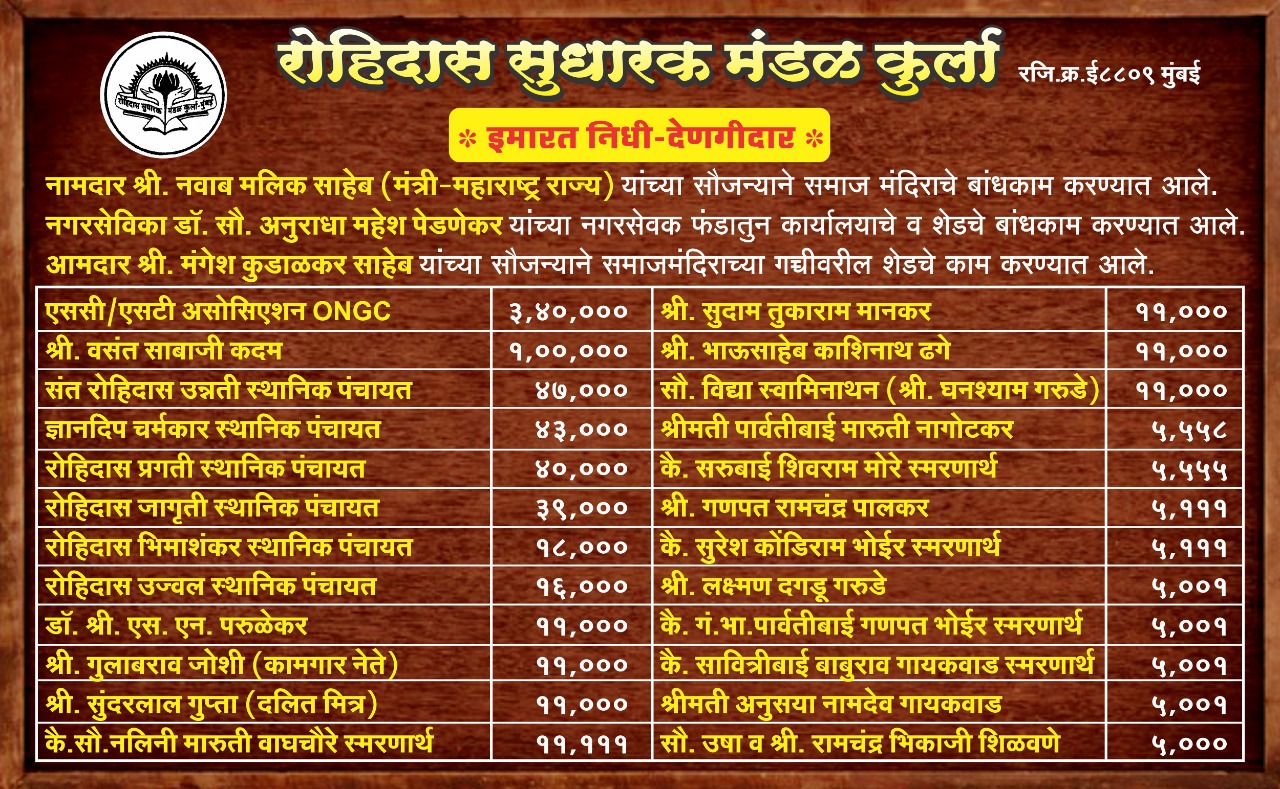 रोहिदास सुधारक मंडळ कुर्ला रजि.क्र.ई८८०९ मुंबई
रोहिदास सुधारक मंडळ कुर्ला-मुंबई
* इमारत निधी-देणगीदार *
नामदार श्री. नवाब मलिक साहेब (मंत्री-महाराष्ट्र राज्य) यांच्या सौजन्याने समाज मंदिराचे बांधकाम करण्यात आले.
नगरसेविका डॉ. सौ. अनुराधा महेश पेडणेकर यांच्या नगरसेवक फंडातुन कार्यालयाचे व शेडचे बांधकाम करण्यात आले.
आमदार श्री. मंगेश कुडाळकर साहेब यांच्या सौजन्याने समाजमंदिराच्या गच्चीवरील शेडचे काम करण्यात आले.
एससी/एसटी असोसिएशन ONGC ३,४०,००० श्री. सुदाम तुकाराम मानकर ११,०००
श्री. वसंत साबाजी कदम १,००,००० श्री. भाऊसाहेब काशिनाथ ढगे ११,०००
संत रोहिदास उन्नती स्थानिक पंचायत ४७,००० सौ. विद्या स्वामिनाथन (श्री. घनश्याम गरुडे) ११,०००
ज्ञानदिप चर्मकार स्थानिक पंचायत ४३,००० श्रीमती पार्वतीबाई मारुती नागोटकर ५,५५८
रोहिदास प्रगती स्थानिक पंचायत ४०,००० कै. सरुबाई शिवराम मोरे स्मरणार्थ ५,५५५
रोहिदास जागृती स्थानिक पंचायत ३९,००० श्री. गणपत रामचंद्र पालकर ५,१११
रोहिदास भिमाशंकर स्थानिक पंचायत १८,००० कै. सुरेश कोंडिराम भोईर स्मरणार्थ ५,१११
रोहिदास उज्वल स्थानिक पंचायत १६,००० श्री. लक्ष्मण दगडू गरुडे ५,००१
डॉ. श्री. एस. एन. परुळेकर ११,००० कै. गं.भा.पार्वतीबाई गणपत भोईर स्मरणार्थ ५,००१
श्री. गुलाबराव जोशी (कामगार नेते) ११,००० कै. सावित्रीबाई बाबुराव गायकवाड स्मरणार्थ ५,००१
श्री. सुंदरलाल गुप्ता (दलित मित्र) ११,००० श्रीमती अनुसया नामदेव गायकवाड ५,००१
कै.सौ.नलिनी मारुती वाघचौरे स्मरणार्थ ११,१११ सौ. उषा व श्री. रामचंद्र भिकाजी शिळवणे ५,०००